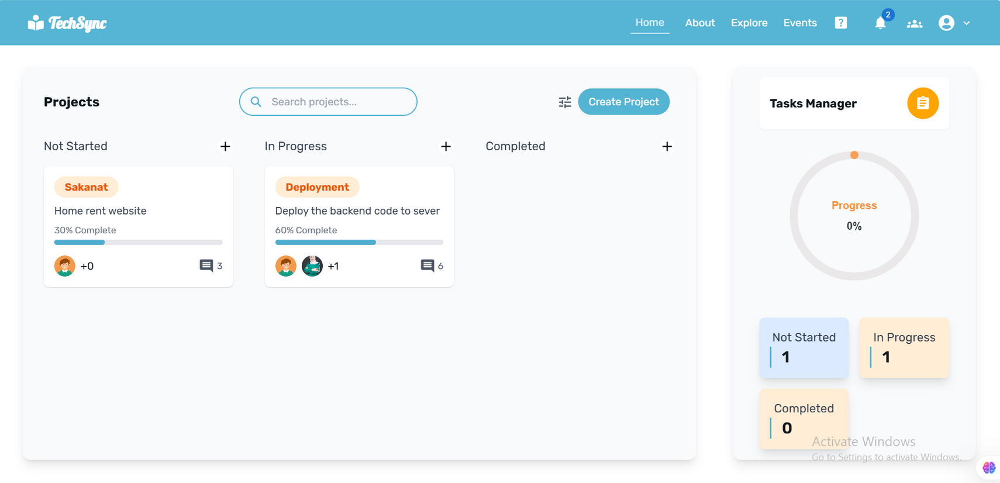 TechSync
Home About Explore Events ? 2
Projects
Search projects...
Create Project
Not Started +
In Progress +
Completed +
Sakanat
Home rent website
30% Complete
+0 3
Deployment
Deploy the backend code to sever
60% Complete
+1 6
Tasks Manager
Progress
0%
Not Started
1
In Progress
1
Completed
0
Activate Windows
Go to Settings to activate Windows.